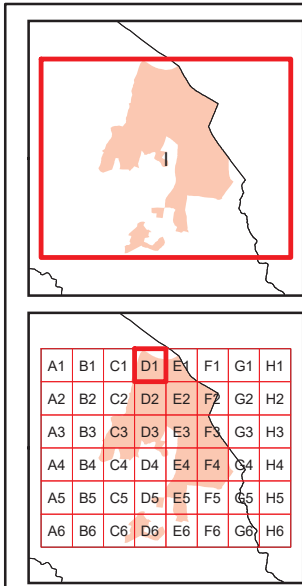 A1 B1 C1 D1 E1 F1 G1 H1
A2 B2 C2 D2 E2 F2 G2 H2
A3 B3 C3 D3 E3 F3 G3 H3
A4 B4 C4 D4 E4 F4 G4 H4
A5 B5 C5 D5 E5 F5 G5 H5
A6 B6 C6 D6 E6 F6 G6 H6